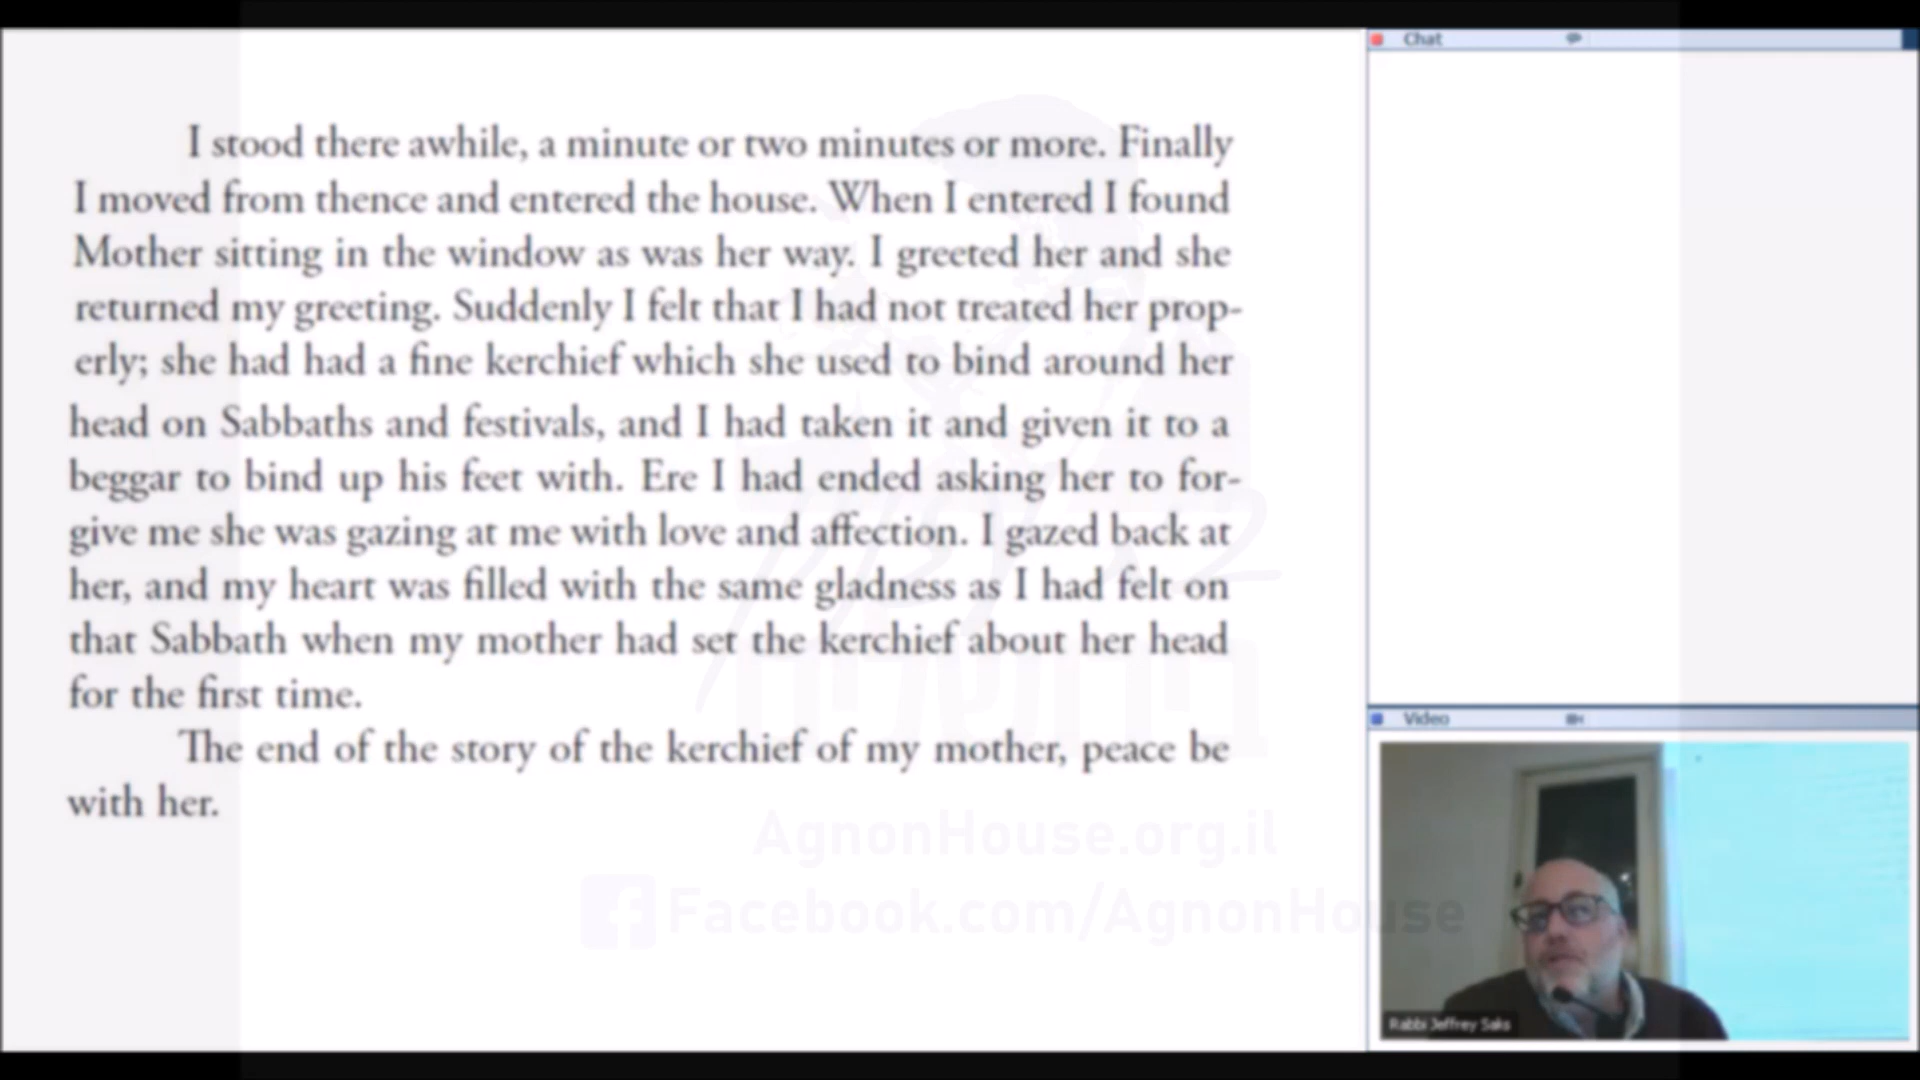 I stood there awhile, a minute or two minutes or more. Finally
I moved from thence and entered the house. When I entered I found
Mother sitting in the window as was her way. I greeted her and she
returned my greeting. Suddenly I felt that I had not treated her prop-
erly; she had had a fine kerchief which she used to bind around her
head on Sabbaths and festivals, and I had taken it and given it to a
beggar to bind up his feet with. Ere I had ended asking her to for-
give me she was gazing at me with love and affection. I gazed back at
her, and my heart was filled with the same gladness as I had felt on
that Sabbath when my mother had set the kerchief about her head
for the first time.
The end of the story of the kerchief of my mother, peace be
with her.
AgnonHouse.org.il
Facebook.com/AgnonHouse
Chat
Video
Rabbi Jeffrey Saks